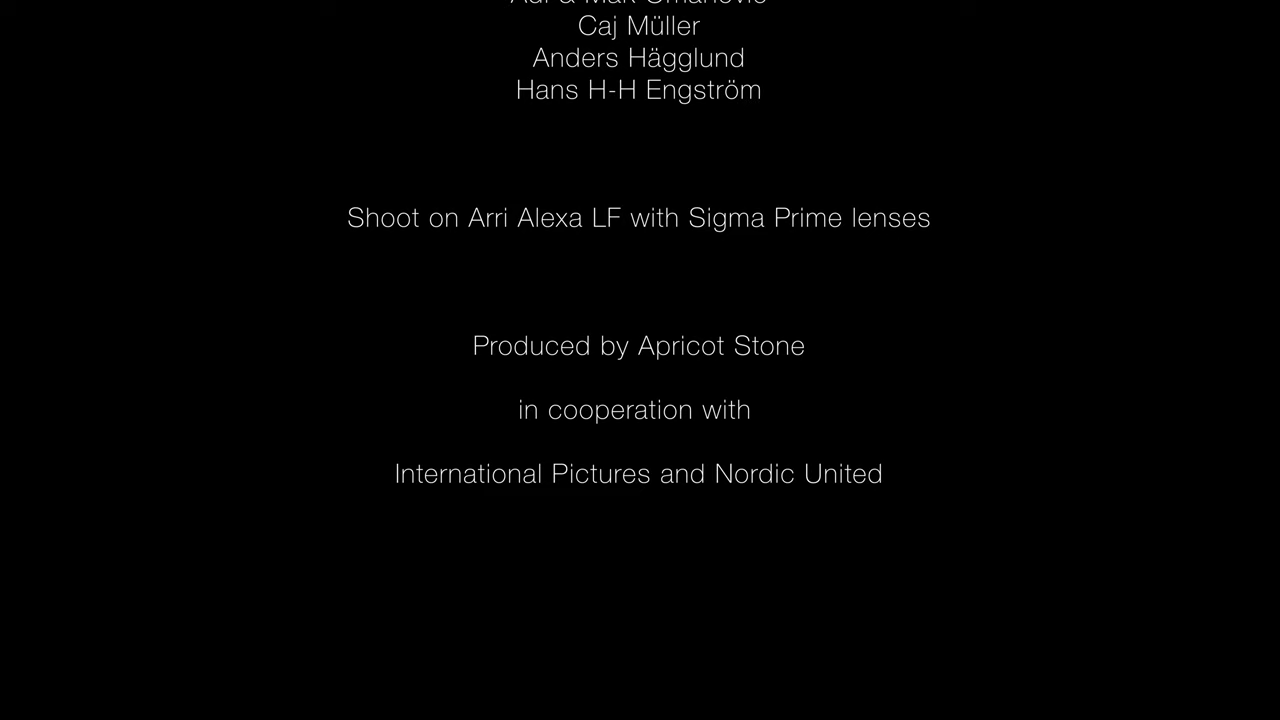 Caj Müller
Anders Hägglund
Hans H-H Engström
Shoot on Arri Alexa LF with Sigma Prime lenses
Produced by Apricot Stone
in cooperation with
International Pictures and Nordic United